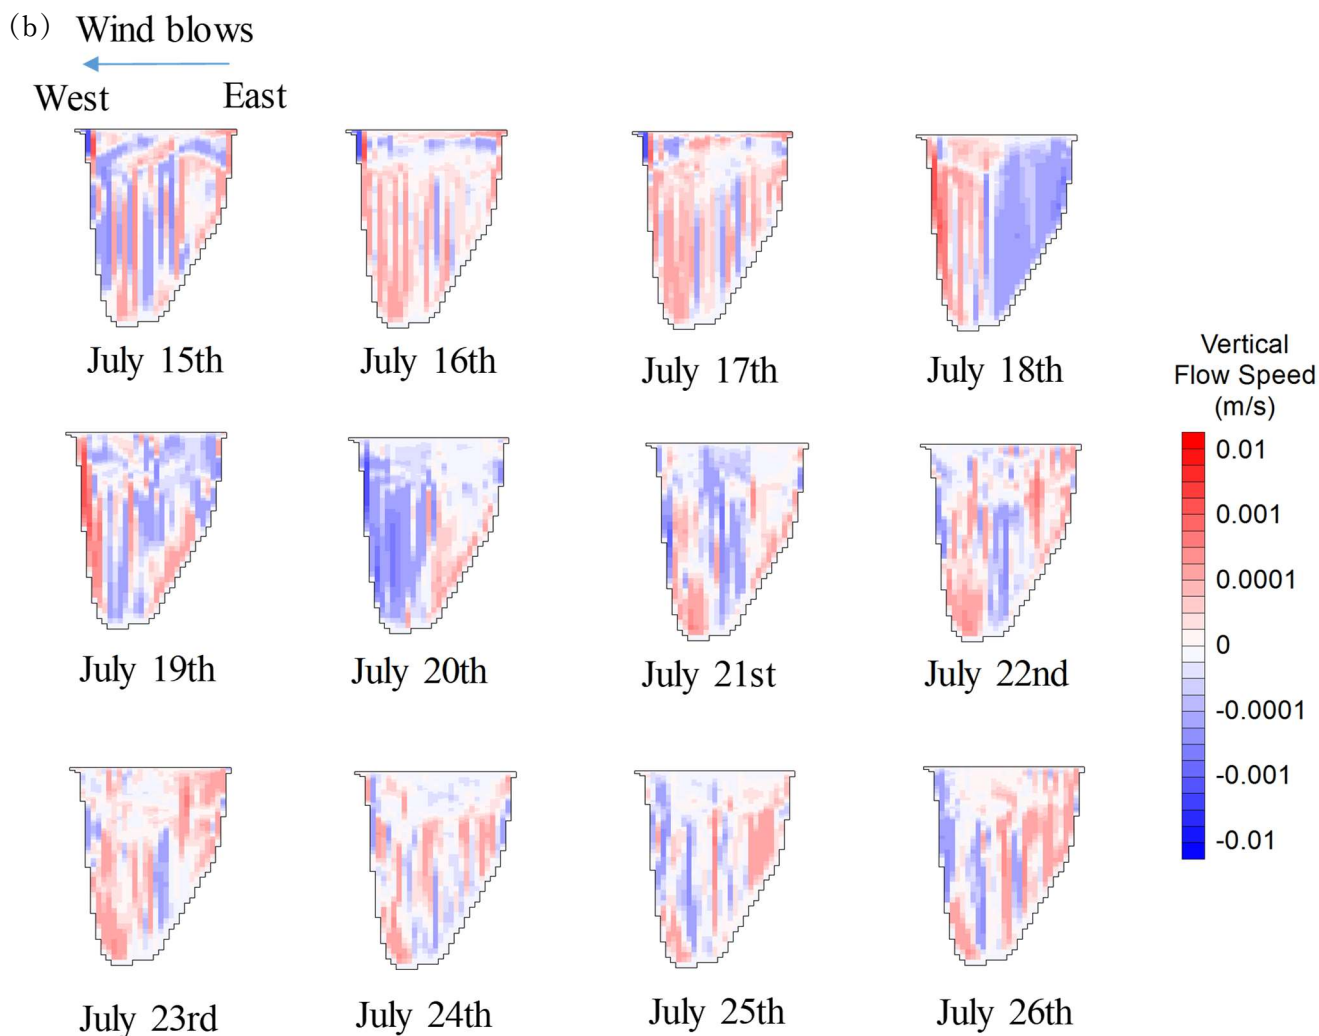 (b) Wind blows
West East
July 15th July 16th July 17th July 18th
Vertical
Flow Speed
(m/s)
0.01
0.001
0.0001
0
-0.0001
-0.001
-0.01
July 19th July 20th July 21st July 22nd
July 23rd July 24th July 25th July 26th